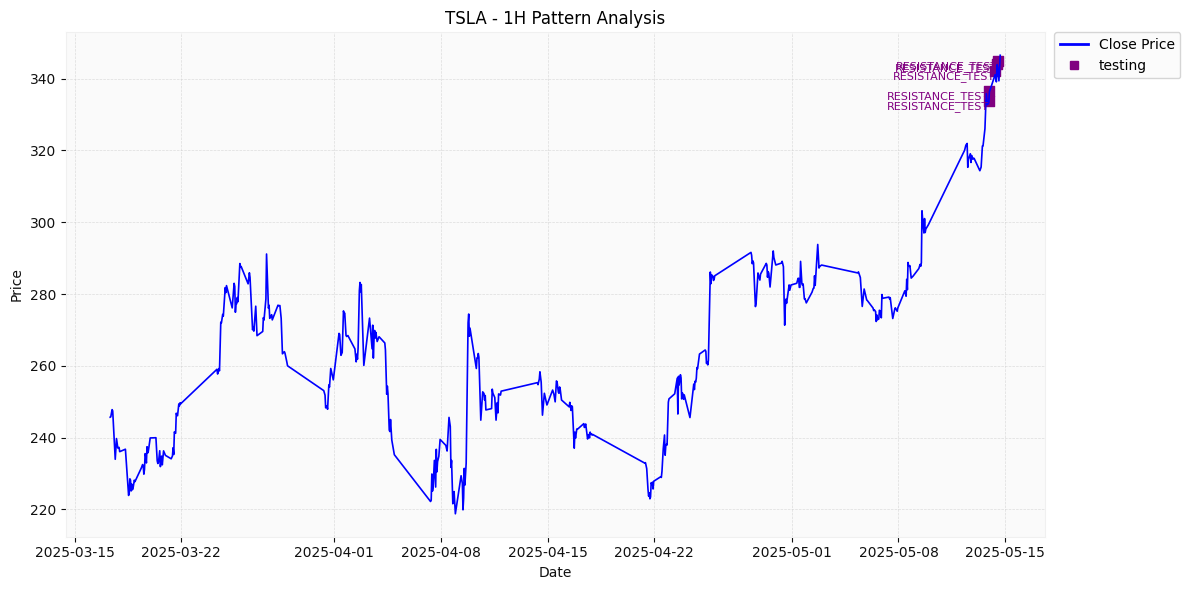 TSLA - 1H Pattern Analysis
Close Price
testing
RESISTANCE_TEST
RESISTANCE_TEST
RESISTANCE_TEST
RESISTANCE_TEST
RESISTANCE_TEST
Price
340
320
300
280
260
240
220
2025-03-15
2025-03-22
2025-04-01
2025-04-08
2025-04-15
2025-04-22
2025-05-01
2025-05-08
2025-05-15
Date